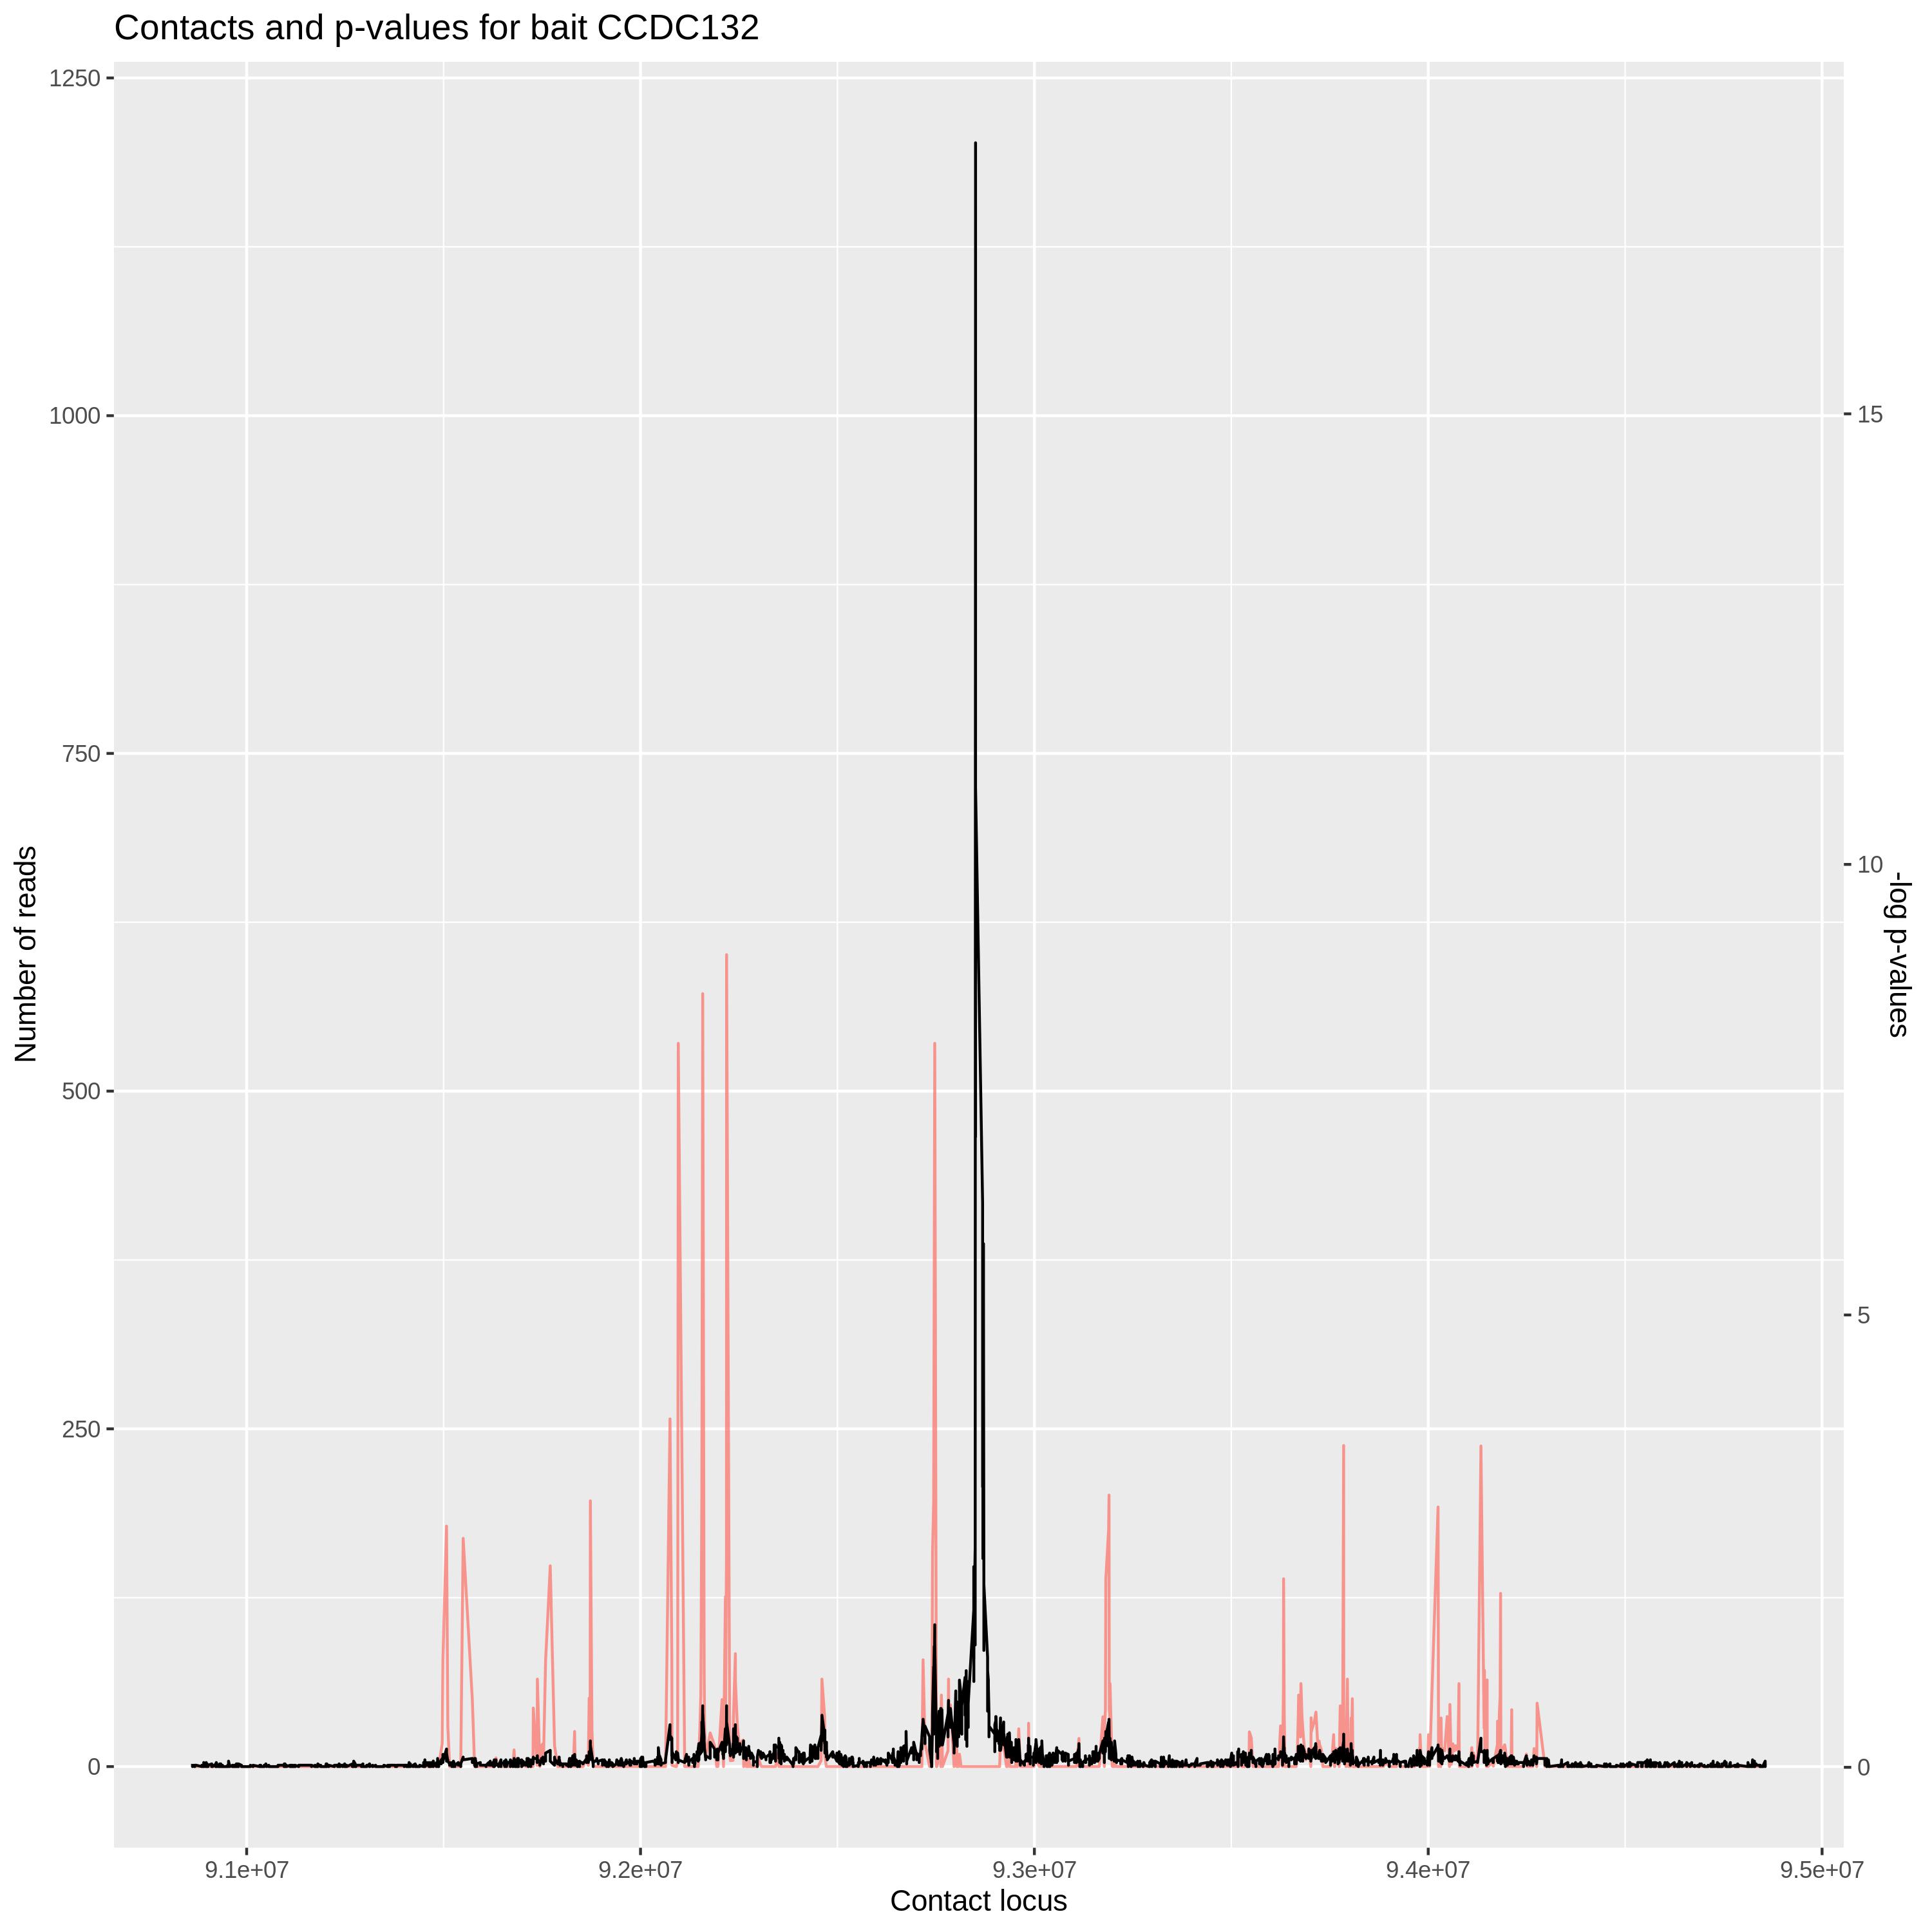 Contacts and p-values for bait CCDC132
1250
1000
750
500
250
0
Number of reads
15
10
5
0
-log p-values
9.1e+07 9.2e+07 9.3e+07 9.4e+07 9.5e+07
Contact locus